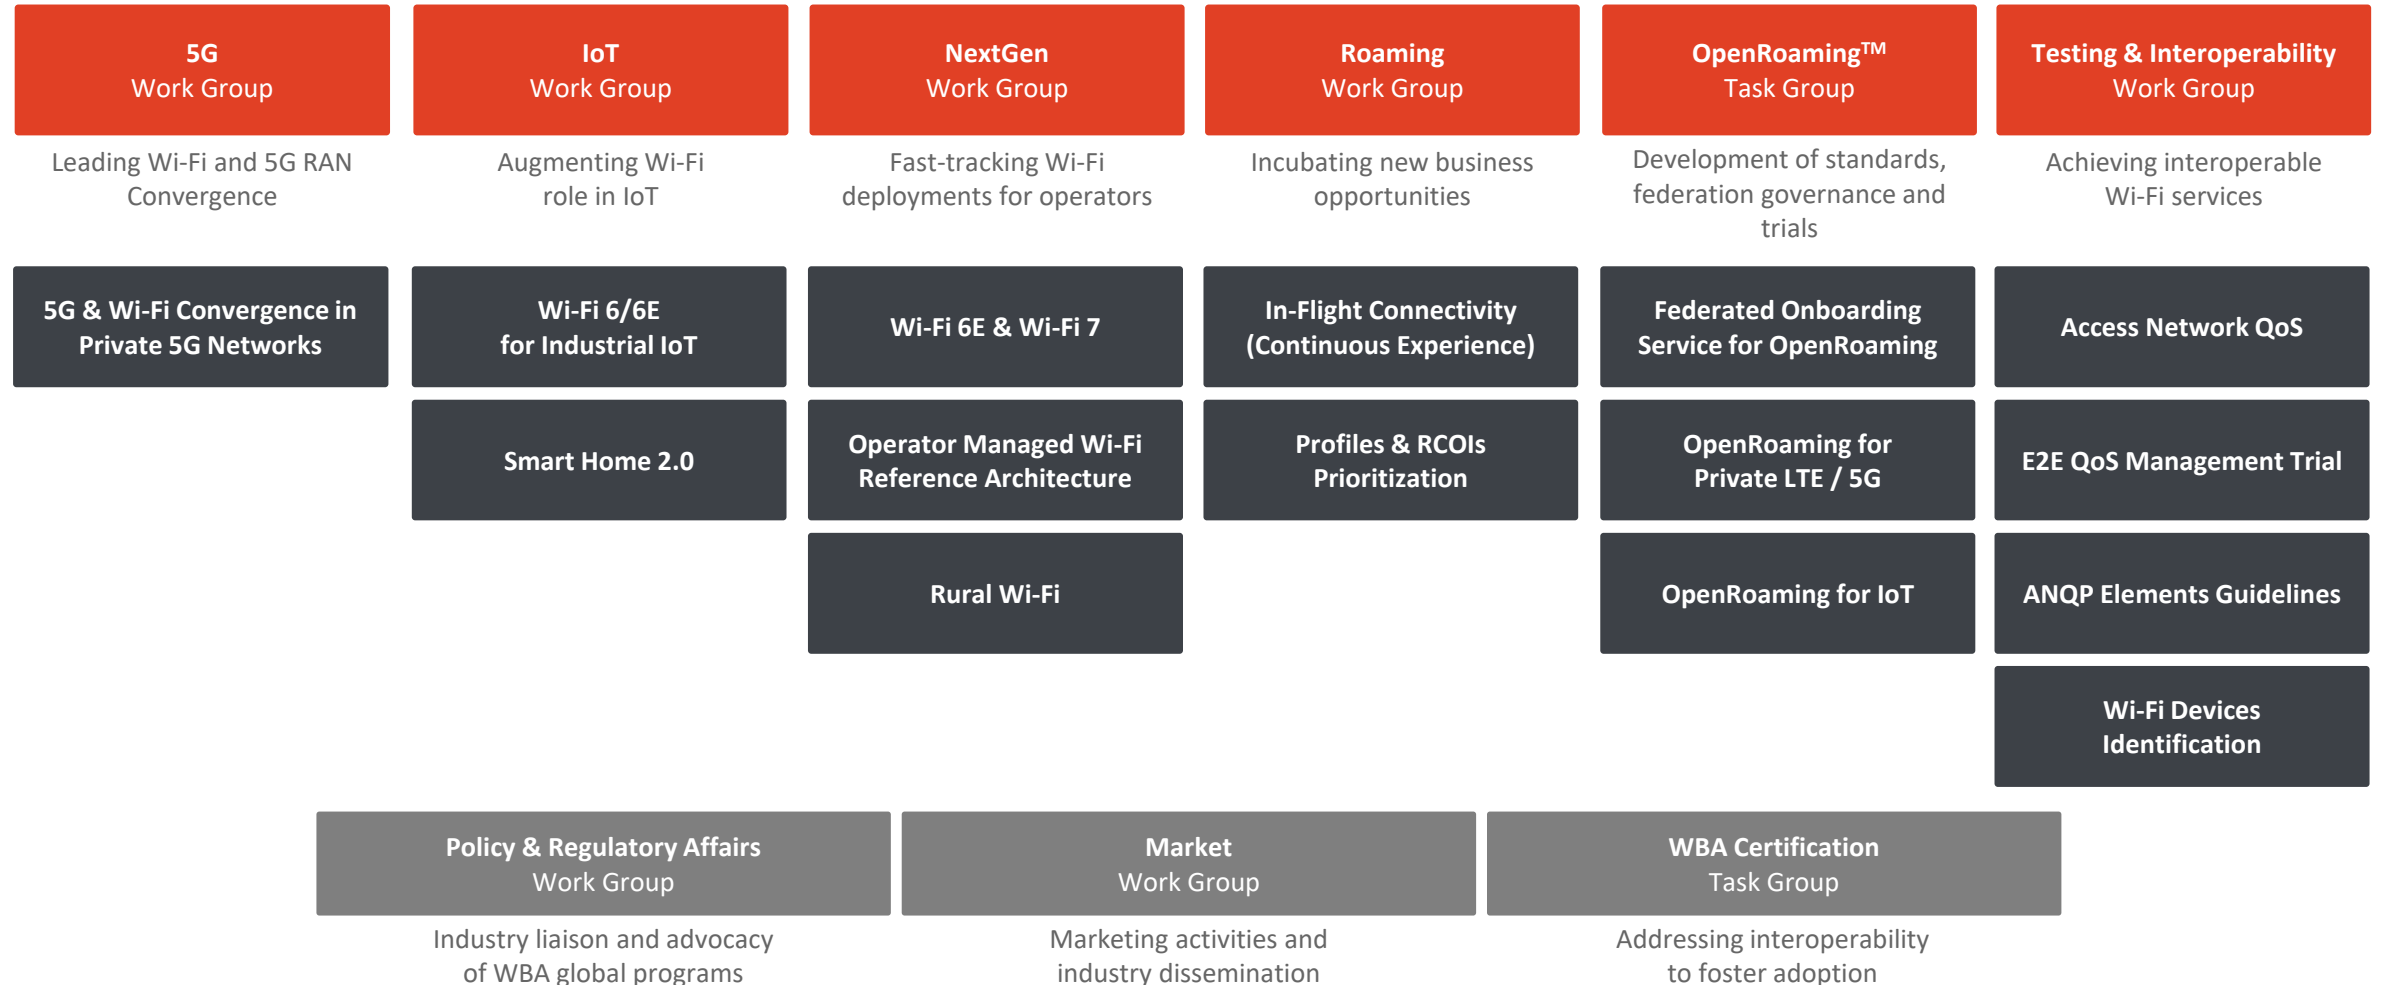 5G
Work Group
IoT
Work Group
NextGen
Work Group
Roaming
Work Group
OpenRoaming™
Task Group
Testing & Interoperability
Work Group
Leading Wi-Fi and 5G RAN
Convergence
Augmenting Wi-Fi
role in IoT
Fast-tracking Wi-Fi
deployments for operators
Incubating new business
opportunities
Development of standards,
federation governance and
trials
Achieving interoperable
Wi-Fi services
5G & Wi-Fi Convergence in
Private 5G Networks
Wi-Fi 6/6E
for Industrial IoT
Wi-Fi 6E & Wi-Fi 7
In-Flight Connectivity
(Continuous Experience)
Federated Onboarding
Service for OpenRoaming
Access Network QoS
Smart Home 2.0
Operator Managed Wi-Fi
Reference Architecture
Profiles & RCOIs
Prioritization
OpenRoaming for
Private LTE / 5G
E2E QoS Management Trial
Rural Wi-Fi
OpenRoaming for IoT
ANQP Elements Guidelines
Wi-Fi Devices
Identification
Policy & Regulatory Affairs
Work Group
Market
Work Group
WBA Certification
Task Group
Industry liaison and advocacy
of WBA global programs
Marketing activities and
industry dissemination
Addressing interoperability
to foster adoption